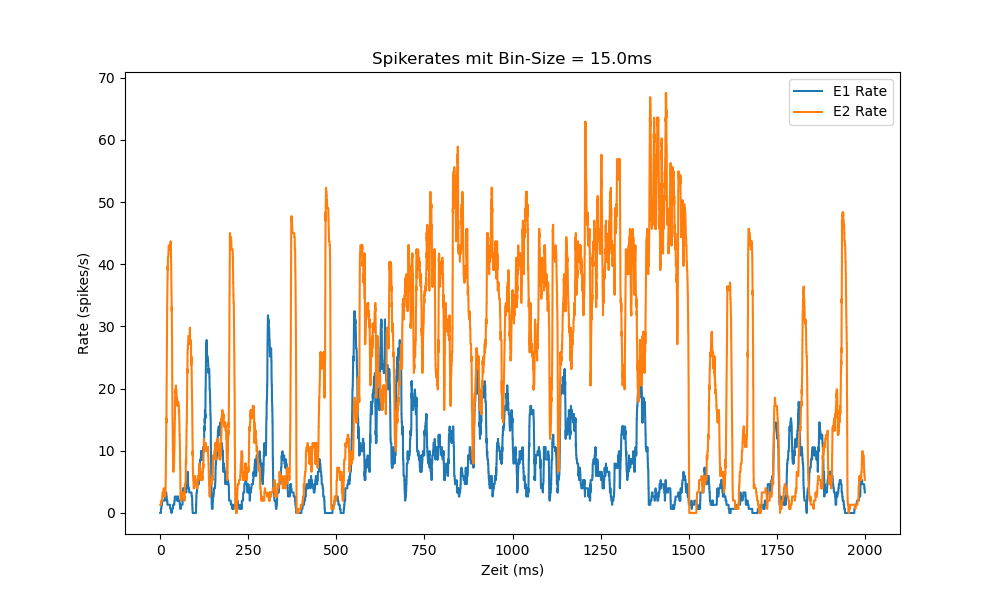 Spikerates mit Bin-Size = 15.0ms
E1 Rate
E2 Rate
Rate (spikes/s)
70
60
50
40
30
20
10
0
0 250 500 750 1000 1250 1500 1750 2000
Zeit (ms)